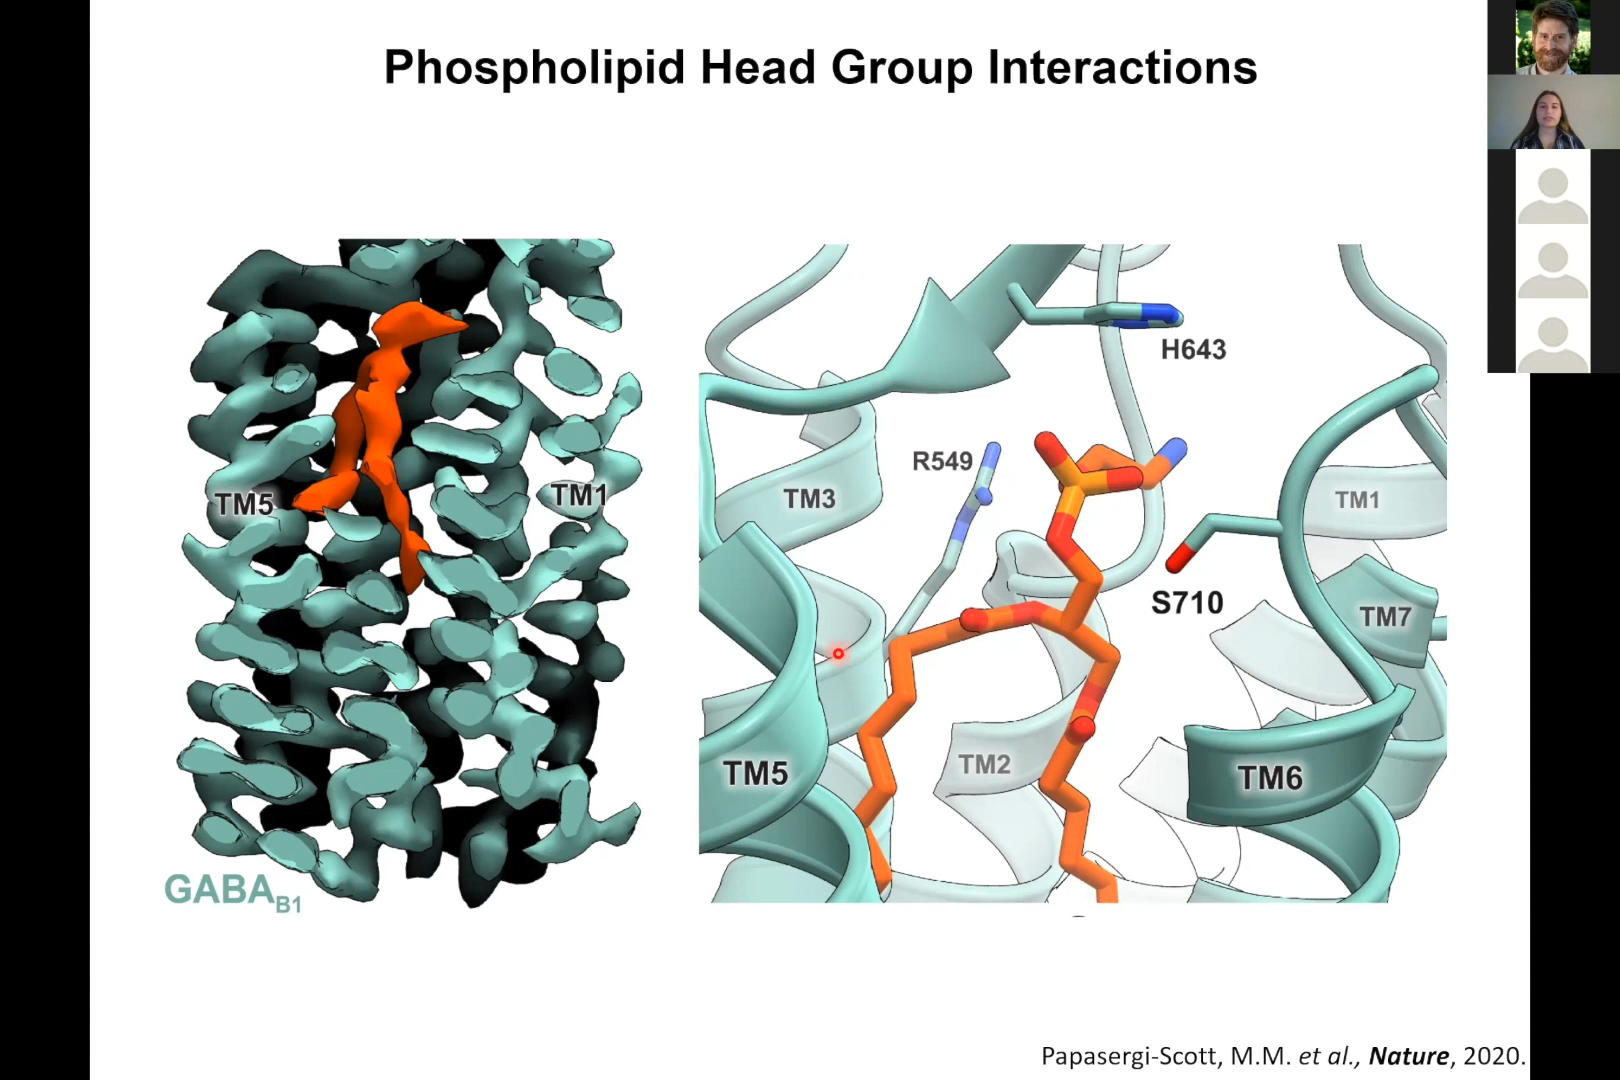 Phospholipid Head Group Interactions
TM5
TM1
GABAB1
H643
R549
TM3
TM1
S710
TM7
TM2
TM5
TM6
Papasergi-Scott, M.M. et al., Nature, 2020.